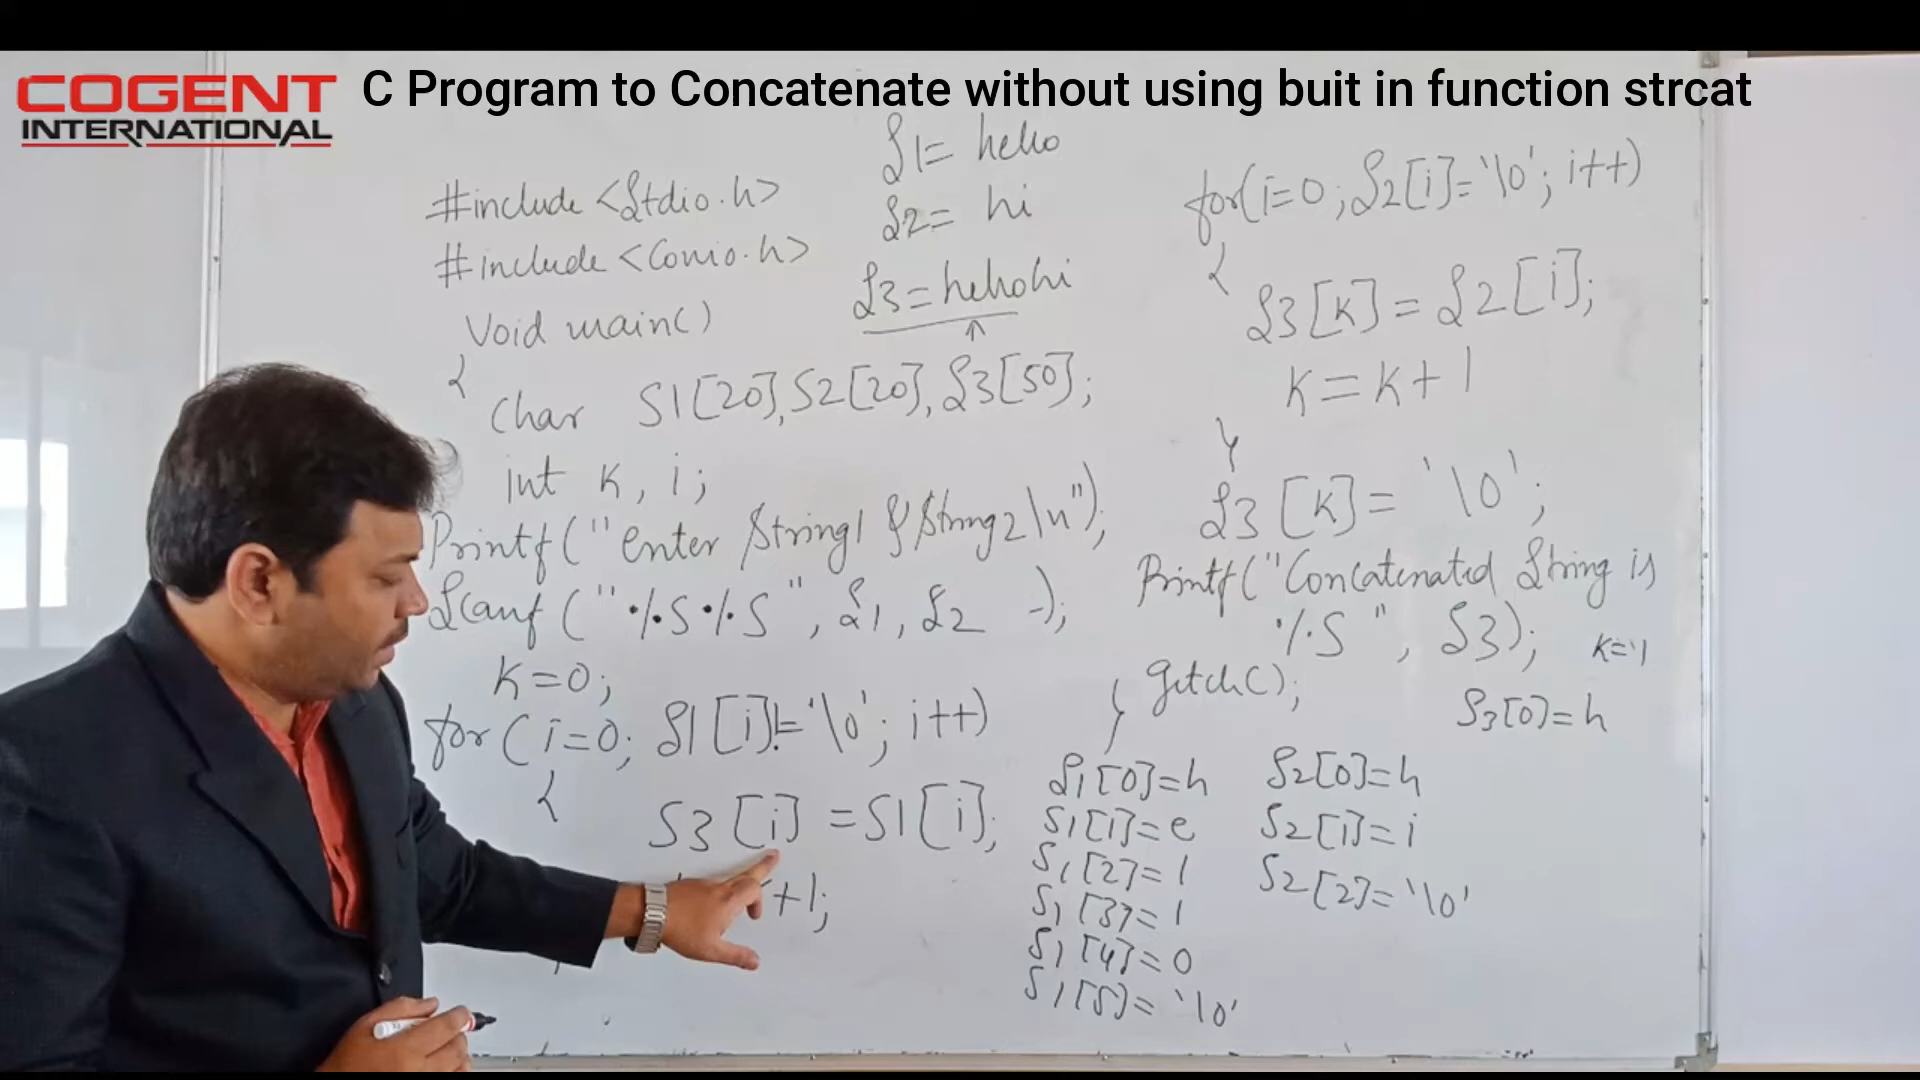 COGENT
INTERNATIONAL
C Program to Concatenate without using buit in function strcat
S1= hello
S2= hi
S3=hellohi
#include <Stdio.h>
#include <Conio.h>
Void main()
{
Char S1[20], S2[20], S3[50];
int K, i;
Printf("enter String1 & String2\n");
Scanf ("%S%S", S1, S2 );
K=0;
for (i=0; S1[i]!='\0'; i++)
{
S3[i] =S1[i];
+1;
for(i=0; S2[i]='\0'; i++)
{
S3[K]=S2[i];
K=K+1
}
S3[K]= '\0';
Printf("Concatenated String is
%S", S3);
getch();
}
K=1
S3[0]=h
S1[0]=h
S1[1]=e
S1[2]=l
S1[3]=l
S1[4]=0
S1[5]='\0'
S2[0]=h
S2[1]=i
S2[2]='\0'